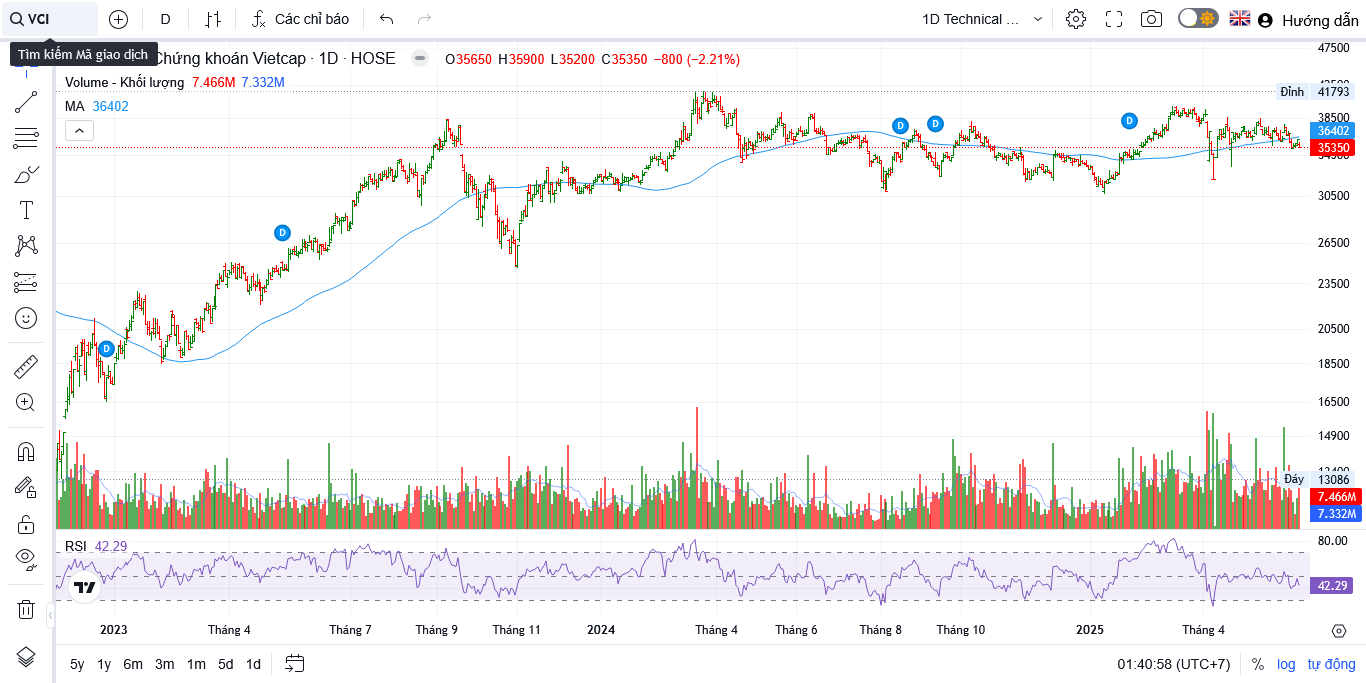 VCI D Các chỉ báo 1D Technical ... Hướng dẫn
Tìm kiếm Mã giao dịch
Chứng khoán Vietcap · 1D · HOSE O35650 H35900 L35200 C35350 −800 (−2.21%)
Volume - Khối lượng 7.466M 7.332M
MA 36402
47500
Đỉnh 41793
38500
36402
35350
30500
26500
23500
20500
18500
16500
14900
Đáy 13086
7.466M
7.332M
D
D
D
D
D
RSI 42.29
80.00
42.29
2023 Tháng 4 Tháng 7 Tháng 9 Tháng 11 2024 Tháng 4 Tháng 6 Tháng 8 Tháng 10 2025 Tháng 4
5y 1y 6m 3m 1m 5d 1d 01:40:58 (UTC+7) % log tự động